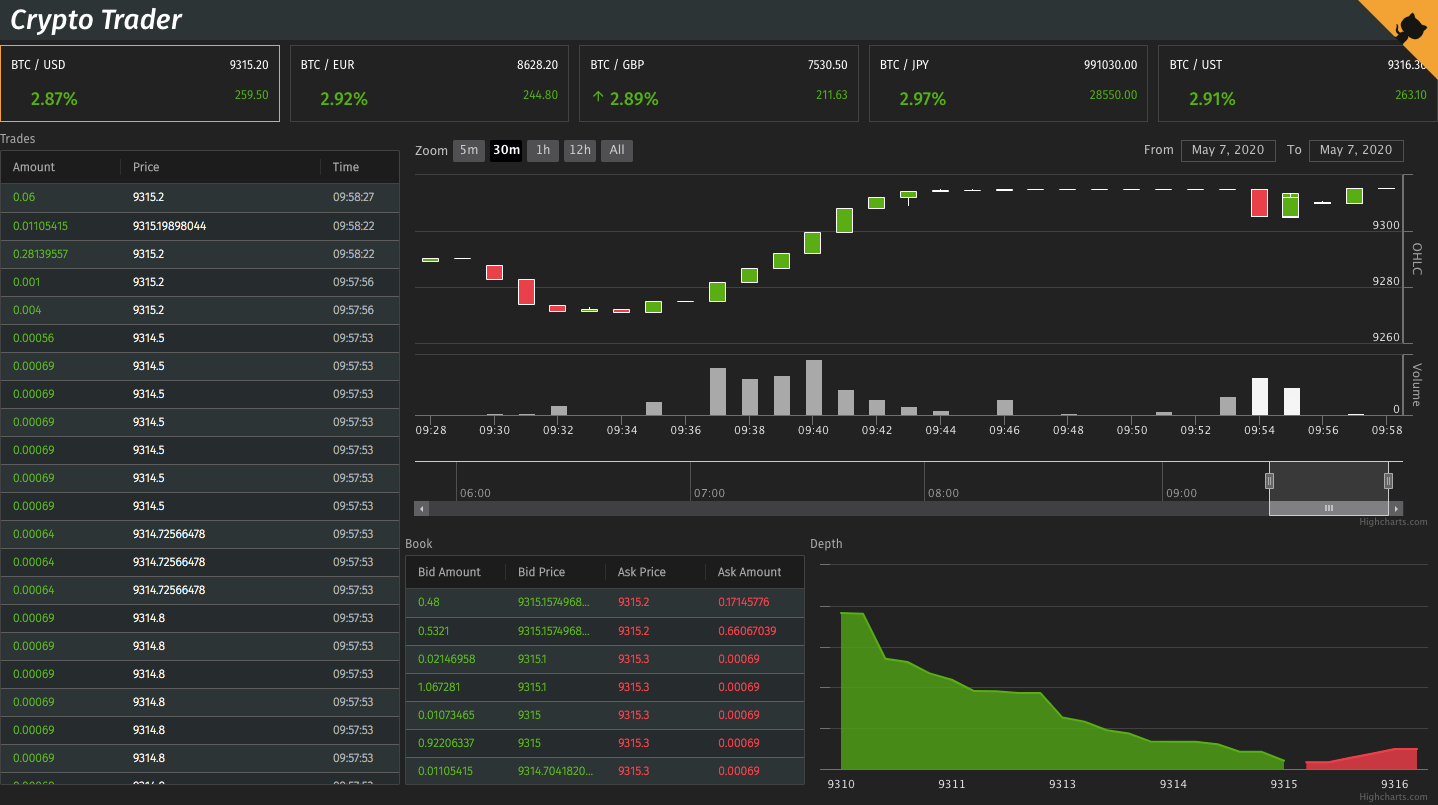 Crypto Trader
BTC / USD 9315.20
2.87% 259.50
BTC / EUR 8628.20
2.92% 244.80
BTC / GBP 7530.50
↑ 2.89% 211.63
BTC / JPY 991030.00
2.97% 28550.00
BTC / UST 9316.30
2.91% 263.10
Trades
Amount Price Time
0.06 9315.2 09:58:27
0.01105415 9315.19898044 09:58:22
0.28139557 9315.2 09:58:22
0.001 9315.2 09:57:56
0.004 9315.2 09:57:56
0.00056 9314.5 09:57:53
0.00069 9314.5 09:57:53
0.00069 9314.5 09:57:53
0.00069 9314.5 09:57:53
0.00069 9314.5 09:57:53
0.00069 9314.5 09:57:53
0.00069 9314.5 09:57:53
0.00064 9314.72566478 09:57:53
0.00064 9314.72566478 09:57:53
0.00064 9314.72566478 09:57:53
0.00069 9314.8 09:57:53
0.00069 9314.8 09:57:53
0.00069 9314.8 09:57:53
0.00069 9314.8 09:57:53
0.00069 9314.8 09:57:53
0.00069 9314.8 09:57:53
Zoom 5m 30m 1h 12h All
From May 7, 2020 To May 7, 2020
9300
9280
9260
OHLC
Volume
0
09:28 09:30 09:32 09:34 09:36 09:38 09:40 09:42 09:44 09:46 09:48 09:50 09:52 09:54 09:56 09:58
06:00 07:00 08:00 09:00
Highcharts.com
Book
Bid Amount Bid Price Ask Price Ask Amount
0.48 9315.1574968... 9315.2 0.17145776
0.5321 9315.1574968... 9315.2 0.66067039
0.02146958 9315.1 9315.3 0.00069
1.067281 9315.1 9315.3 0.00069
0.01073465 9315 9315.3 0.00069
0.92206337 9315 9315.3 0.00069
0.01105415 9314.7041820... 9315.3 0.00069
Depth
9310 9311 9313 9314 9315 9316
Highcharts.com